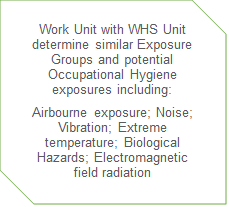 Work Unit with WHS Unit
determine similar Exposure
Groups and potential
Occupational Hygiene
exposures including:
Airbourne exposure; Noise;
Vibration; Extreme
temperature; Biological
Hazards; Electromagnetic
field radiation